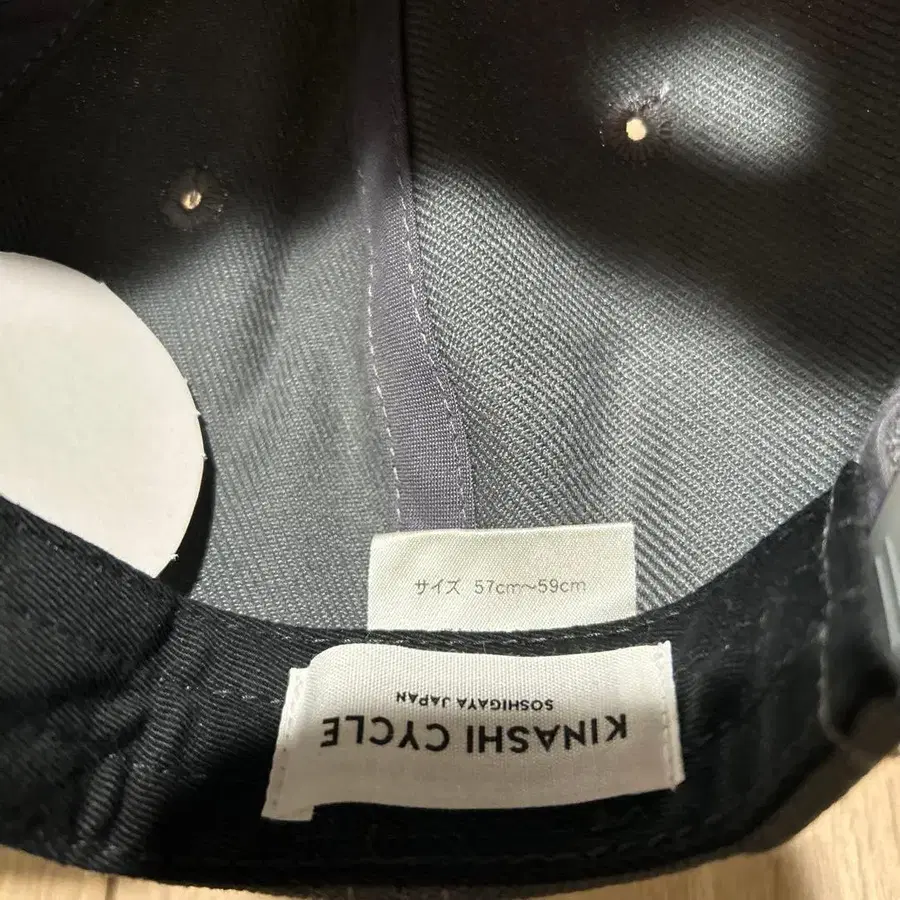 サイズ 57cm～59cm
KINASHI CYCLE
SOSHIGAYA JAPAN